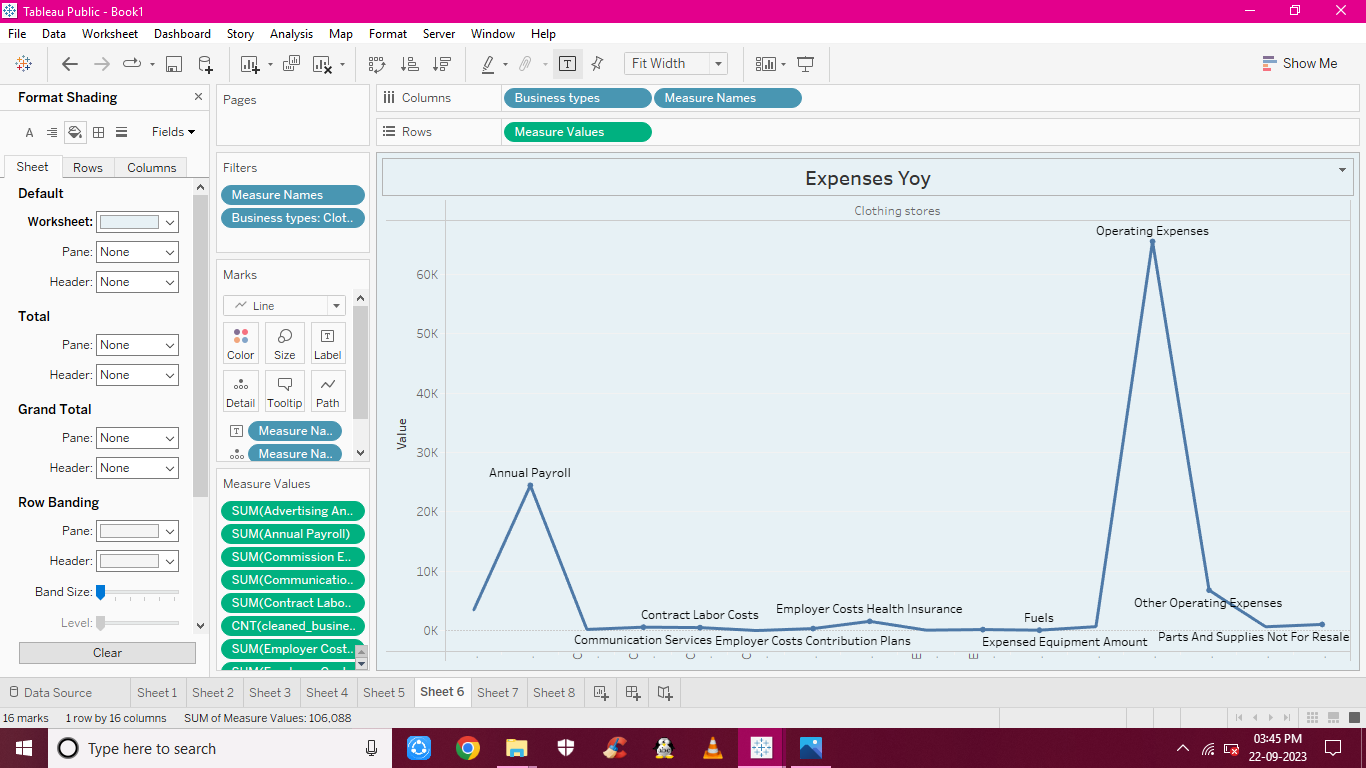 Tableau Public - Book1
File Data Worksheet Dashboard Story Analysis Map Format Server Window Help
Fit Width
Show Me
Format Shading
Fields
Sheet Rows Columns
Default
Worksheet:
Pane: None
Header: None
Total
Pane: None
Header: None
Grand Total
Pane: None
Header: None
Row Banding
Pane:
Header:
Band Size:
Level:
Clear
Pages
Filters
Measure Names
Business types: Clot..
Marks
Line
Color Size Label
Detail Tooltip Path
Measure Na..
Measure Na..
Measure Values
SUM(Advertising An..
SUM(Annual Payroll)
SUM(Commission E..
SUM(Communicatio..
SUM(Contract Labo..
CNT(cleaned_busine..
SUM(Employer Cost..
Columns Business types Measure Names
Rows Measure Values
Expenses Yoy
Clothing stores
Operating Expenses
60K
50K
40K
Value
30K
Annual Payroll
20K
10K
Other Operating Expenses
Contract Labor Costs Employer Costs Health Insurance Fuels
0K
Communication Services Employer Costs Contribution Plans Expensed Equipment Amount Parts And Supplies Not For Resale
Data Source Sheet 1 Sheet 2 Sheet 3 Sheet 4 Sheet 5 Sheet 6 Sheet 7 Sheet 8
16 marks 1 row by 16 columns SUM of Measure Values: 106,088
Type here to search
03:45 PM
22-09-2023